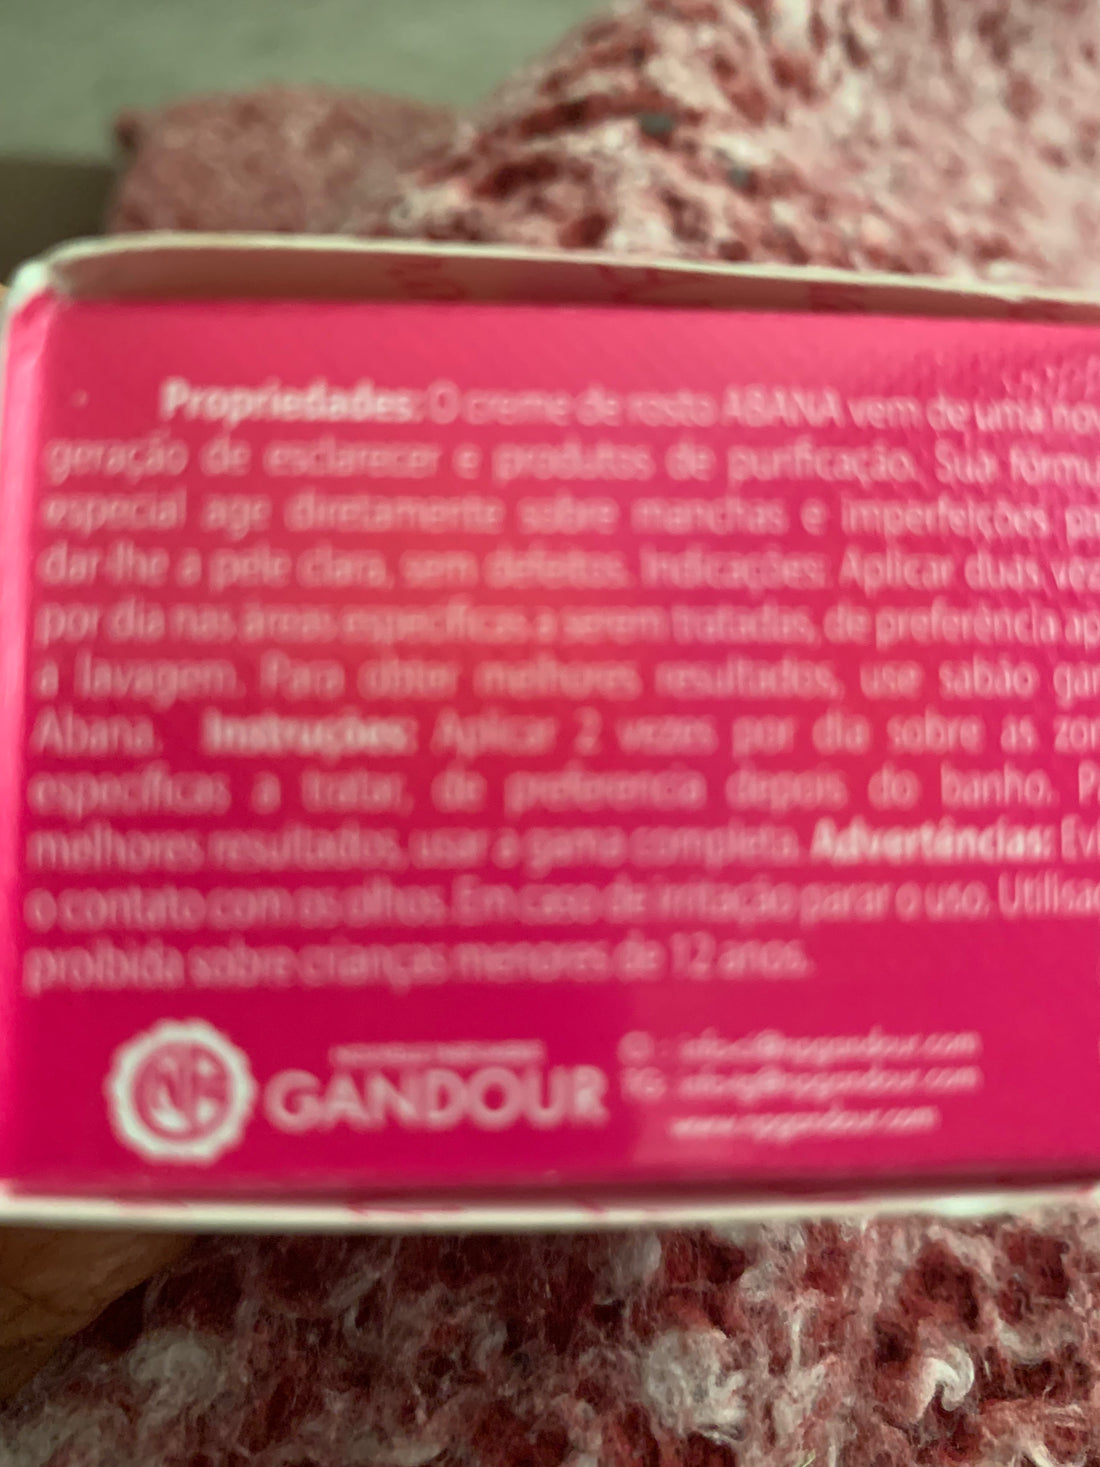 Propriedades: O creme de rosto ABANA vem de uma nov
geração de esclarecer e produtos de purificação. Sua fórmu
especial age diretamente sobre manchas e imperfeições pa
dar-lhe a pele clara, sem defeitos. Indicações: Aplicar duas vez
por dia nas áreas específicas a serem tratadas, de preferência ap
a lavagem. Para obter melhores resultados, use sabão gam
Abana. Instruções: Aplicar 2 vezes por dia sobre as zon
específicas a tratar, de preferencia depois do banho. Pa
melhores resultados, usar a gama completa. Advertências: Evi
o contato com os olhos. Em caso de irritação parar o uso. Utilisac
proibida sobre crianças menores de 12 anos.
GANDOUR